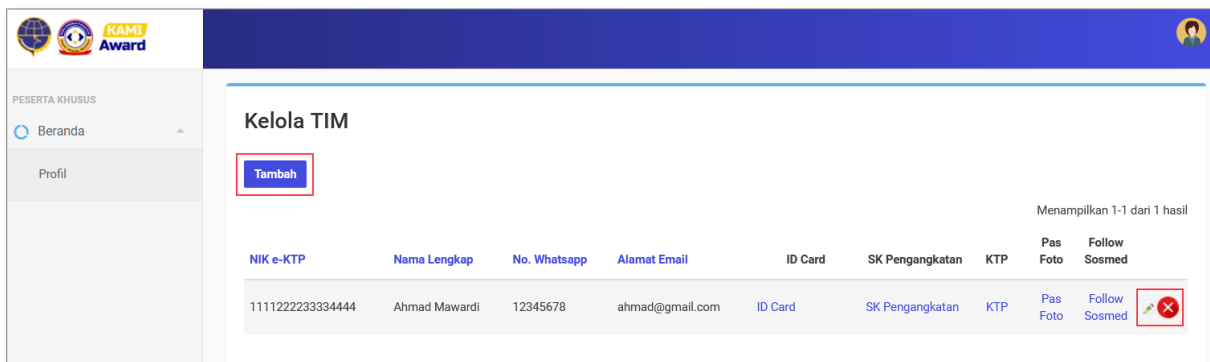 KAMI
Award
PESERTA KHUSUS
Beranda
Profil
Kelola TIM
Tambah
Menampilkan 1-1 dari 1 hasil
NIK e-KTP Nama Lengkap No. Whatsapp Alamat Email ID Card SK Pengangkatan KTP Pas Foto Follow Sosmed
1111222233334444 Ahmad Mawardi 12345678 ahmad@gmail.com ID Card SK Pengangkatan KTP Pas Foto Follow Sosmed